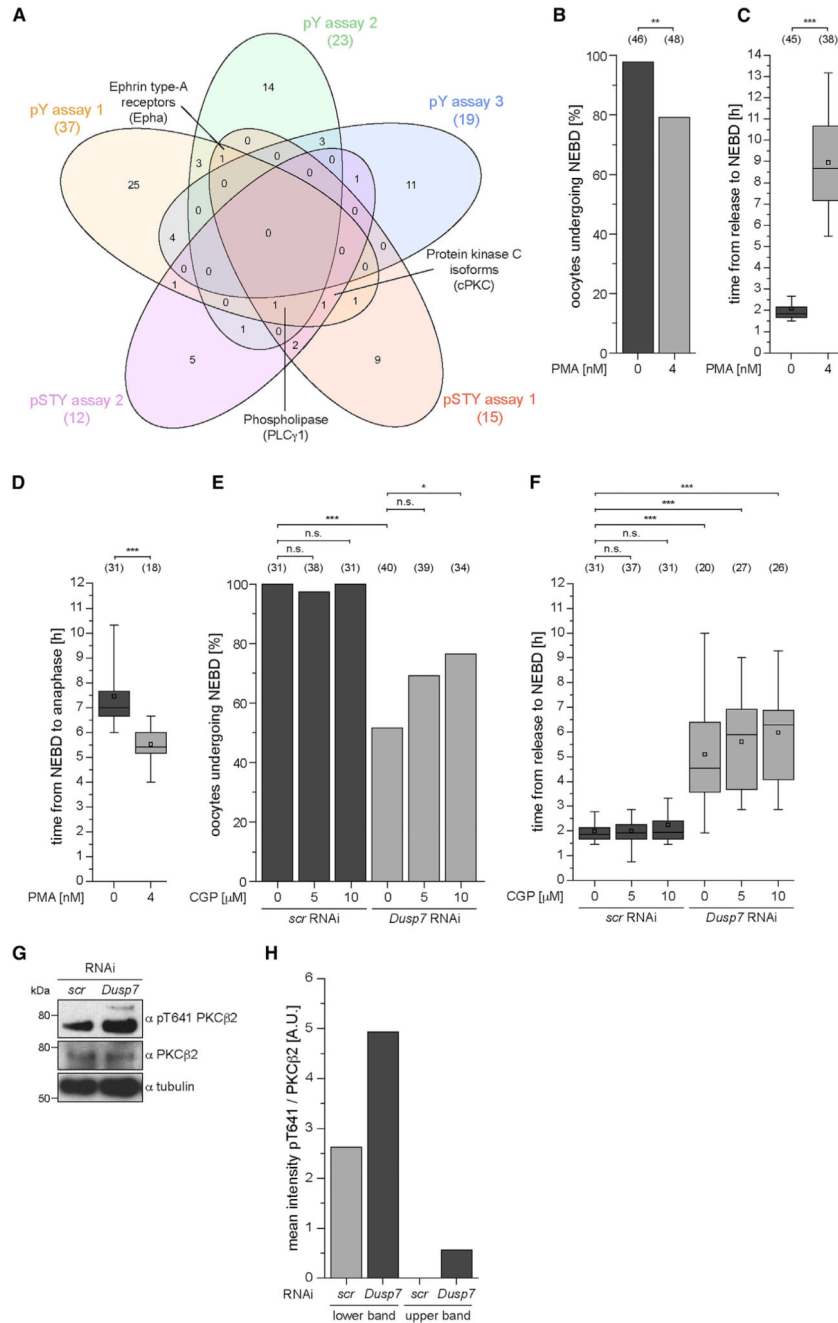 A
pY assay 2
(23)
Ephrin type-A
receptors
(Epha)
pY assay 1
(37)
pY assay 3
(19)
14
0
3
3
1
0
0
1
25
0
0
0
11
0
0
0
4
0
0
0
0
0
0
0
Protein kinase C
isoforms
(cPKC)
1
0
1
1
1
1
0
2
5
9
pSTY assay 2
(12)
pSTY assay 1
(15)
Phospholipase
(PLCγ1)
B
**
(46) (48)
oocytes undergoing NEBD [%]
100
80
60
40
20
0
PMA [nM] 0 4
C
***
(45) (38)
time from release to NEBD [h]
14
13
12
11
10
9
8
7
6
5
4
3
2
1
0
PMA [nM] 0 4
D
***
(31) (18)
time from NEBD to anaphase [h]
12
11
10
9
8
7
6
5
4
3
2
1
0
PMA [nM] 0 4
E
*
n.s.
***
n.s.
n.s.
(31) (38) (31) (40) (39) (34)
oocytes undergoing NEBD [%]
100
80
60
40
20
0
CGP [μM] 0 5 10 0 5 10
scr RNAi Dusp7 RNAi
F
***
***
***
n.s.
n.s.
(31) (37) (31) (20) (27) (26)
time from release to NEBD [h]
12
11
10
9
8
7
6
5
4
3
2
1
0
CGP [μM] 0 5 10 0 5 10
scr RNAi Dusp7 RNAi
G
RNAi
kDa scr Dusp7
80 α pT641 PKCβ2
80 α PKCβ2
α tubulin
50
H
mean intensity pT641 / PKCβ2 [A.U.]
6
5
4
3
2
1
0
RNAi scr Dusp7 scr Dusp7
lower band upper band